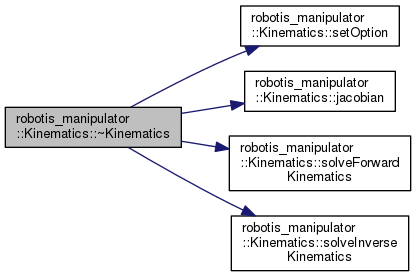 robotis_manipulator
::Kinematics::~Kinematics
robotis_manipulator
::Kinematics::setOption
robotis_manipulator
::Kinematics::jacobian
robotis_manipulator
::Kinematics::solveForward
Kinematics
robotis_manipulator
::Kinematics::solveInverse
Kinematics